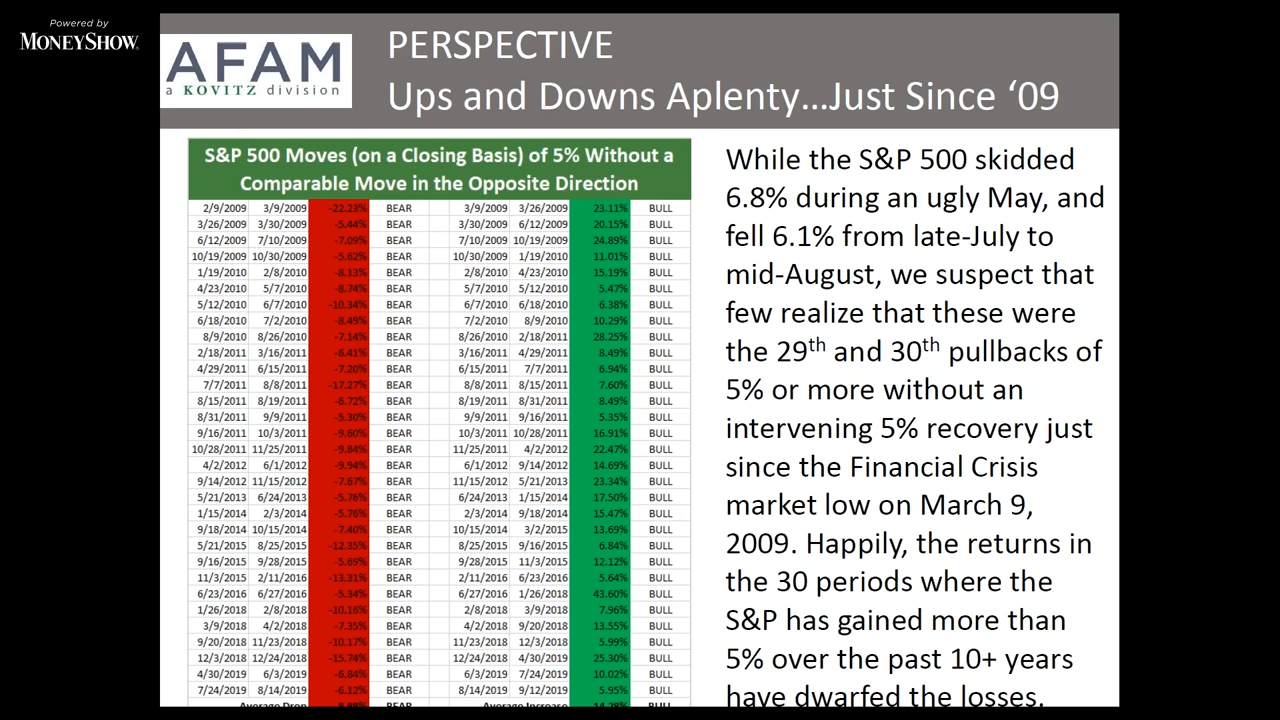 Powered by
MONEYSHOW
AFAM
a KOVITZ division
PERSPECTIVE
Ups and Downs Aplenty…Just Since ‘09
S&P 500 Moves (on a Closing Basis) of 5% Without a
Comparable Move in the Opposite Direction
2/9/2009 3/9/2009 -22.23% BEAR 3/9/2009 3/26/2009 23.11% BULL
3/26/2009 3/30/2009 -5.44% BEAR 3/30/2009 6/12/2009 20.15% BULL
6/12/2009 7/10/2009 -7.09% BEAR 7/10/2009 10/19/2009 24.89% BULL
10/19/2009 10/30/2009 -5.62% BEAR 10/30/2009 1/19/2010 11.01% BULL
1/19/2010 2/8/2010 -8.13% BEAR 2/8/2010 4/23/2010 15.19% BULL
4/23/2010 5/7/2010 -8.74% BEAR 5/7/2010 5/12/2010 5.47% BULL
5/12/2010 6/7/2010 -10.34% BEAR 6/7/2010 6/18/2010 6.38% BULL
6/18/2010 7/2/2010 -8.49% BEAR 7/2/2010 8/9/2010 10.29% BULL
8/9/2010 8/26/2010 -7.14% BEAR 8/26/2010 2/18/2011 28.25% BULL
2/18/2011 3/16/2011 -6.41% BEAR 3/16/2011 4/29/2011 8.49% BULL
4/29/2011 6/15/2011 -7.20% BEAR 6/15/2011 7/7/2011 6.94% BULL
7/7/2011 8/8/2011 -17.27% BEAR 8/8/2011 8/15/2011 7.60% BULL
8/15/2011 8/19/2011 -6.72% BEAR 8/19/2011 8/31/2011 8.49% BULL
8/31/2011 9/9/2011 -5.30% BEAR 9/9/2011 9/16/2011 5.35% BULL
9/16/2011 10/3/2011 -9.60% BEAR 10/3/2011 10/28/2011 16.91% BULL
10/28/2011 11/25/2011 -9.84% BEAR 11/25/2011 4/2/2012 22.47% BULL
4/2/2012 6/1/2012 -9.94% BEAR 6/1/2012 9/14/2012 14.69% BULL
9/14/2012 11/15/2012 -7.67% BEAR 11/15/2012 5/21/2013 23.34% BULL
5/21/2013 6/24/2013 -5.76% BEAR 6/24/2013 1/15/2014 17.50% BULL
1/15/2014 2/3/2014 -5.76% BEAR 2/3/2014 9/18/2014 15.47% BULL
9/18/2014 10/15/2014 -7.40% BEAR 10/15/2014 3/2/2015 13.69% BULL
5/21/2015 8/25/2015 -12.35% BEAR 8/25/2015 9/16/2015 6.84% BULL
9/16/2015 9/28/2015 -5.69% BEAR 9/28/2015 11/3/2015 12.12% BULL
11/3/2015 2/11/2016 -13.31% BEAR 2/11/2016 6/23/2016 5.64% BULL
6/23/2016 6/27/2016 -5.34% BEAR 6/27/2016 1/26/2018 43.60% BULL
1/26/2018 2/8/2018 -10.16% BEAR 2/8/2018 3/9/2018 7.96% BULL
3/9/2018 4/2/2018 -7.35% BEAR 4/2/2018 9/20/2018 13.55% BULL
9/20/2018 11/23/2018 -10.17% BEAR 11/23/2018 12/3/2018 5.99% BULL
12/3/2018 12/24/2018 -15.74% BEAR 12/24/2018 4/30/2019 25.30% BULL
4/30/2019 6/3/2019 -6.84% BEAR 6/3/2019 7/24/2019 10.02% BULL
7/24/2019 8/14/2019 -6.12% BEAR 8/14/2019 9/12/2019 5.95% BULL
Average Drop BEAR Average Increase 14.28% BULL
While the S&P 500 skidded
6.8% during an ugly May, and
fell 6.1% from late-July to
mid-August, we suspect that
few realize that these were
the 29th and 30th pullbacks of
5% or more without an
intervening 5% recovery just
since the Financial Crisis
market low on March 9,
2009. Happily, the returns in
the 30 periods where the
S&P has gained more than
5% over the past 10+ years
have dwarfed the losses.